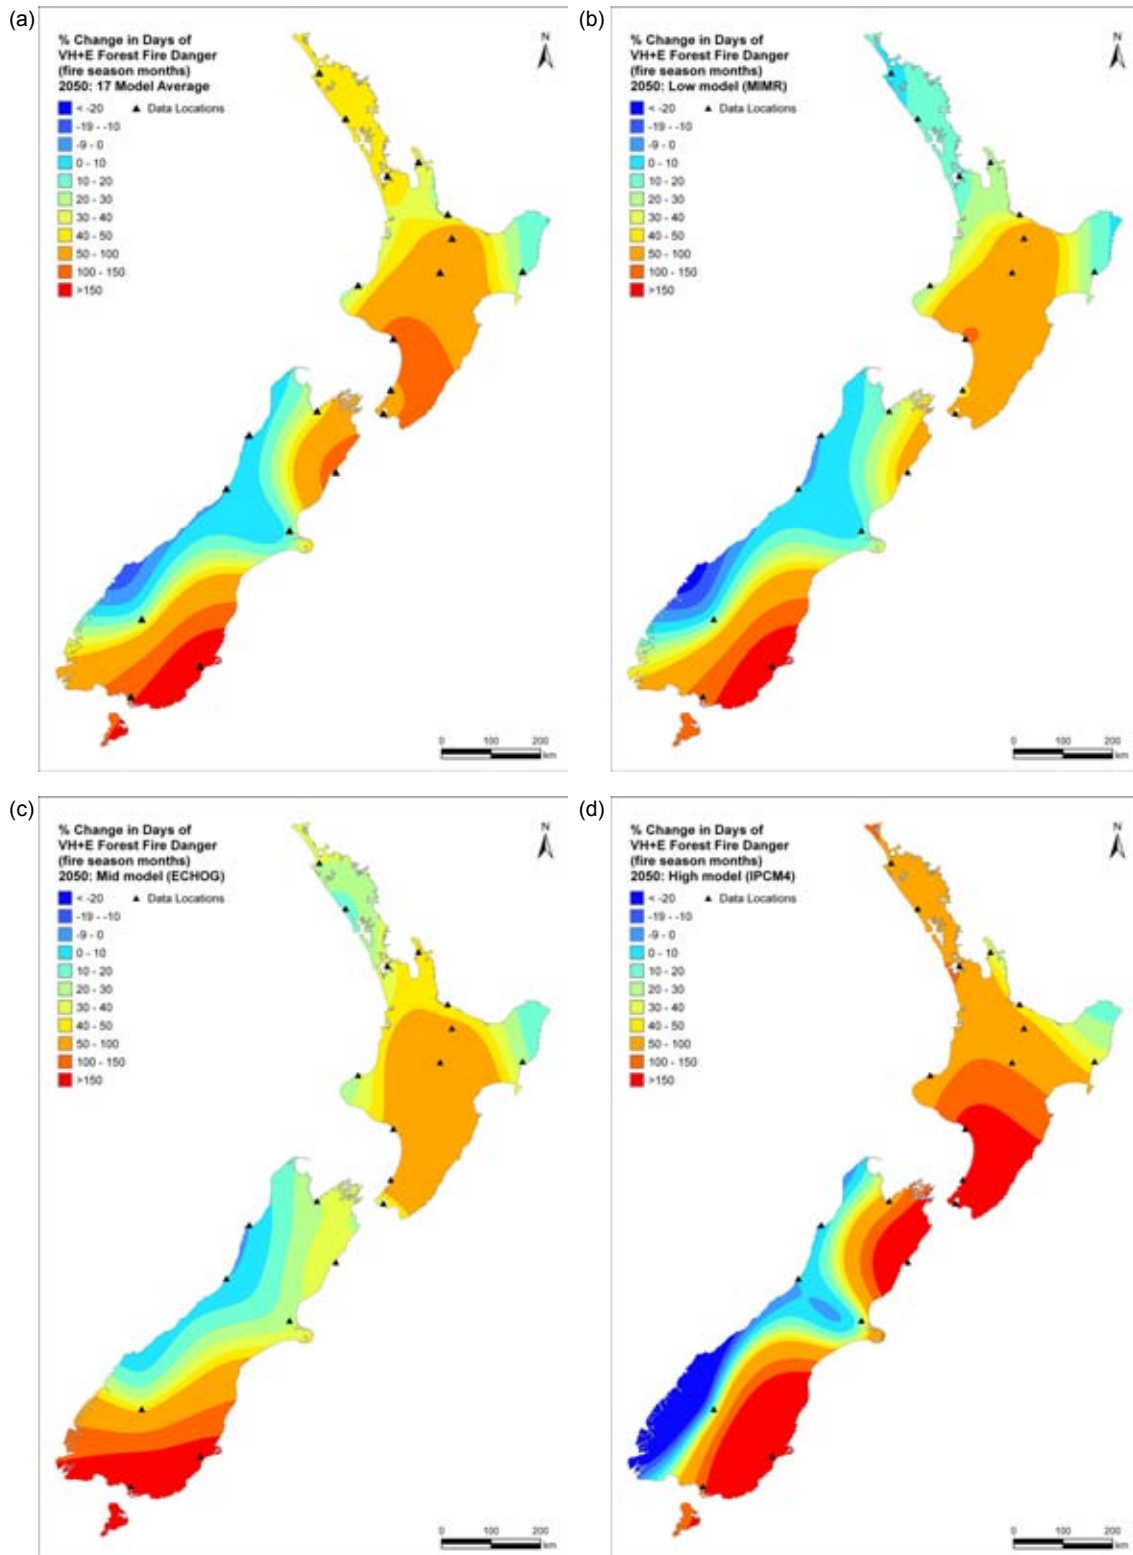 (a)
% Change in Days of
VH+E Forest Fire Danger
(fire season months)
2050: 17 Model Average
< -20 ▲ Data Locations
-19 - -10
-9 - 0
0 - 10
10 - 20
20 - 30
30 - 40
40 - 50
50 - 100
100 - 150
>150
N
0 100 200
km
(b)
% Change in Days of
VH+E Forest Fire Danger
(fire season months)
2050: Low model (MIMR)
< -20 ▲ Data Locations
-19 - -10
-9 - 0
0 - 10
10 - 20
20 - 30
30 - 40
40 - 50
50 - 100
100 - 150
>150
N
0 100 200
km
(c)
% Change in Days of
VH+E Forest Fire Danger
(fire season months)
2050: Mid model (ECHOG)
< -20 ▲ Data Locations
-19 - -10
-9 - 0
0 - 10
10 - 20
20 - 30
30 - 40
40 - 50
50 - 100
100 - 150
>150
N
0 100 200
km
(d)
% Change in Days of
VH+E Forest Fire Danger
(fire season months)
2050: High model (IPCM4)
< -20 ▲ Data Locations
-19 - -10
-9 - 0
0 - 10
10 - 20
20 - 30
30 - 40
40 - 50
50 - 100
100 - 150
>150
N
0 100 200
km